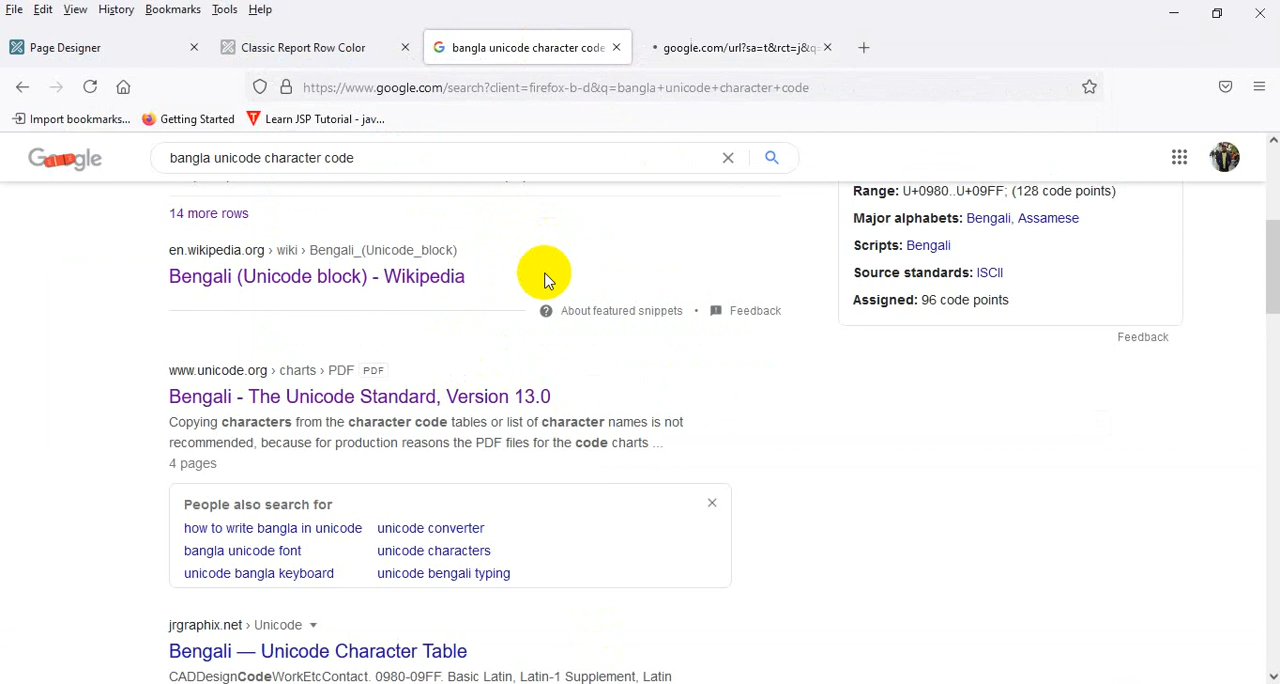 File Edit View History Bookmarks Tools Help
Page Designer
Classic Report Row Color
bangla unicode character code
google.com/url?sa=t&rct=j&q=
https://www.google.com/search?client=firefox-b-d&q=bangla+unicode+character+code
Import bookmarks...
Getting Started
Learn JSP Tutorial - jav...
Google
bangla unicode character code
14 more rows
en.wikipedia.org › wiki › Bengali_(Unicode_block)
Bengali (Unicode block) - Wikipedia
About featured snippets • Feedback
www.unicode.org › charts › PDF PDF
Bengali - The Unicode Standard, Version 13.0
Copying characters from the character code tables or list of character names is not
recommended, because for production reasons the PDF files for the code charts ...
4 pages
People also search for
how to write bangla in unicode unicode converter
bangla unicode font unicode characters
unicode bangla keyboard unicode bengali typing
jrgraphix.net › Unicode
Bengali — Unicode Character Table
CADDesignCodeWorkEtcContact. 0980-09FF. Basic Latin, Latin-1 Supplement, Latin
Range: U+0980..U+09FF; (128 code points)
Major alphabets: Bengali, Assamese
Scripts: Bengali
Source standards: ISCII
Assigned: 96 code points
Feedback